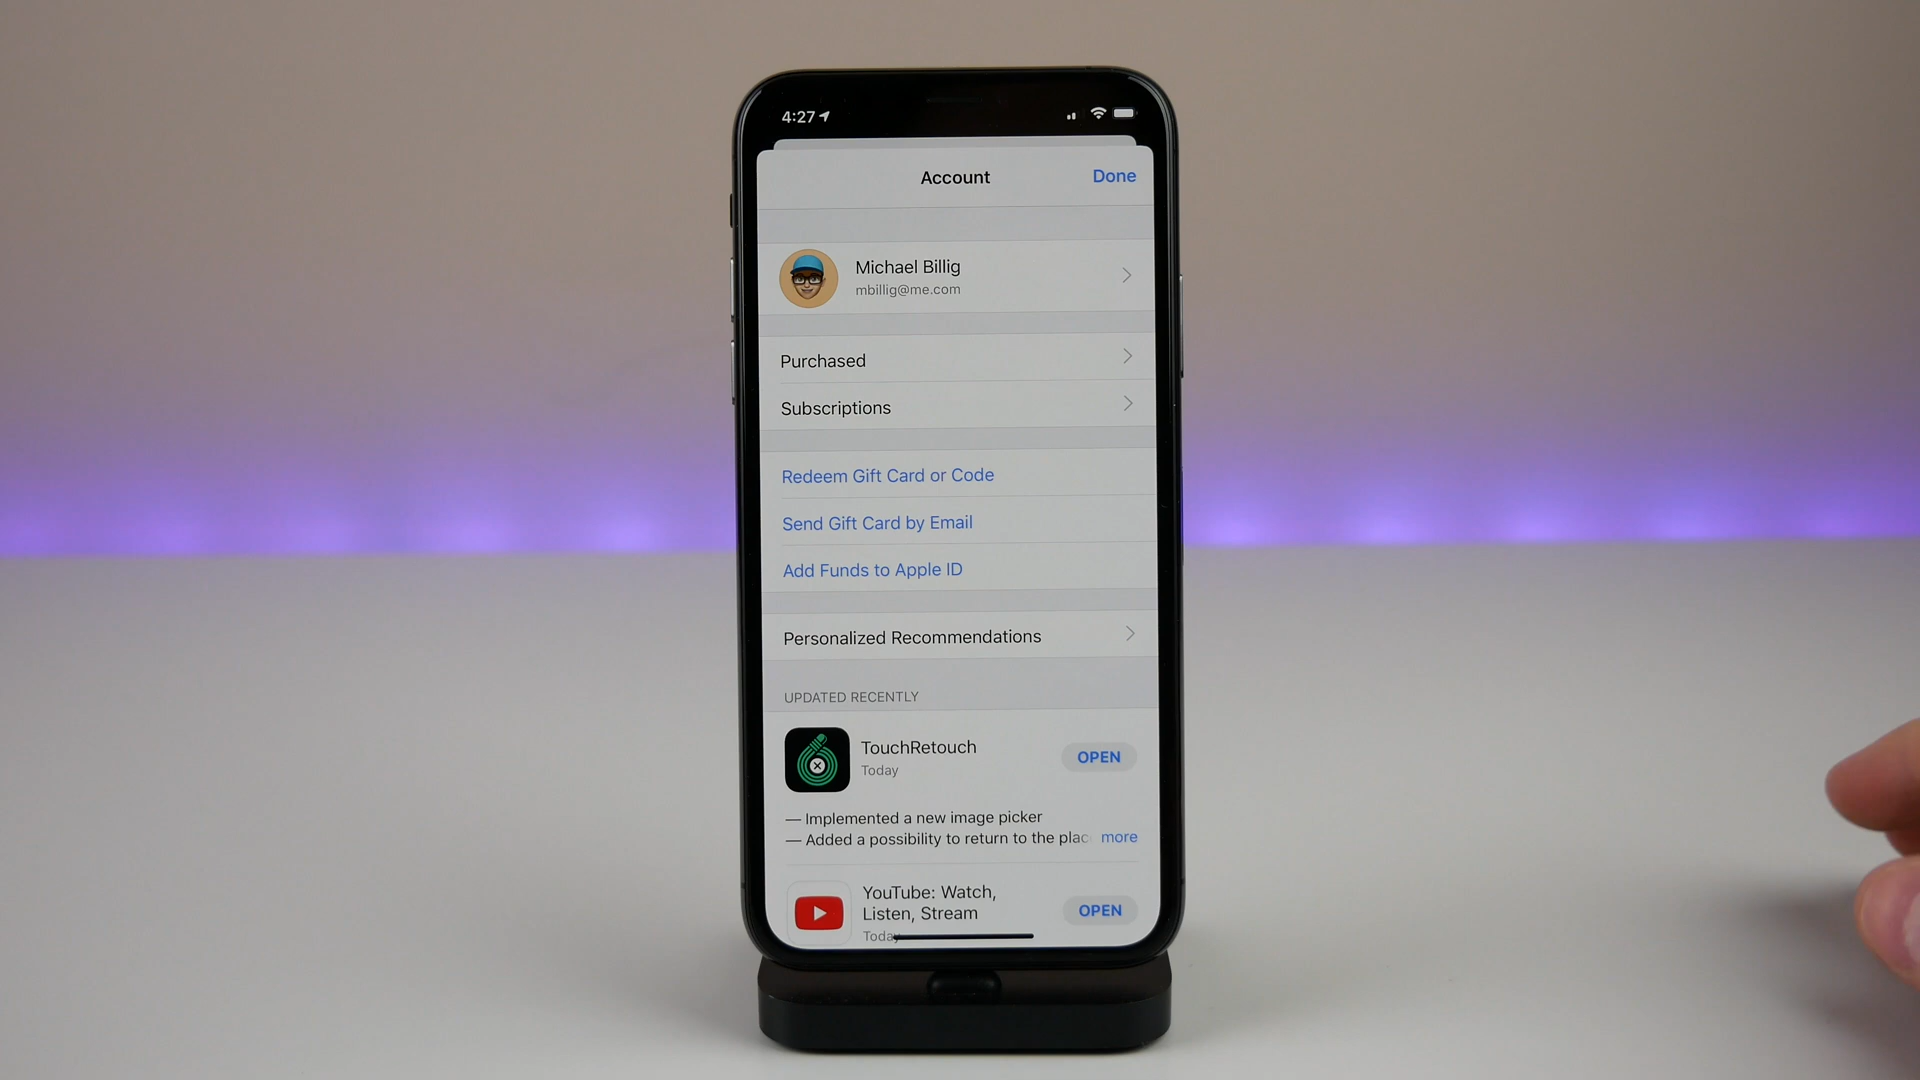 4:27
Account
Done
Michael Billig
mbillig@me.com
Purchased
Subscriptions
Redeem Gift Card or Code
Send Gift Card by Email
Add Funds to Apple ID
Personalized Recommendations
UPDATED RECENTLY
TouchRetouch
Today
OPEN
— Implemented a new image picker
— Added a possibility to return to the plac
more
YouTube: Watch,
Listen, Stream
Today
OPEN